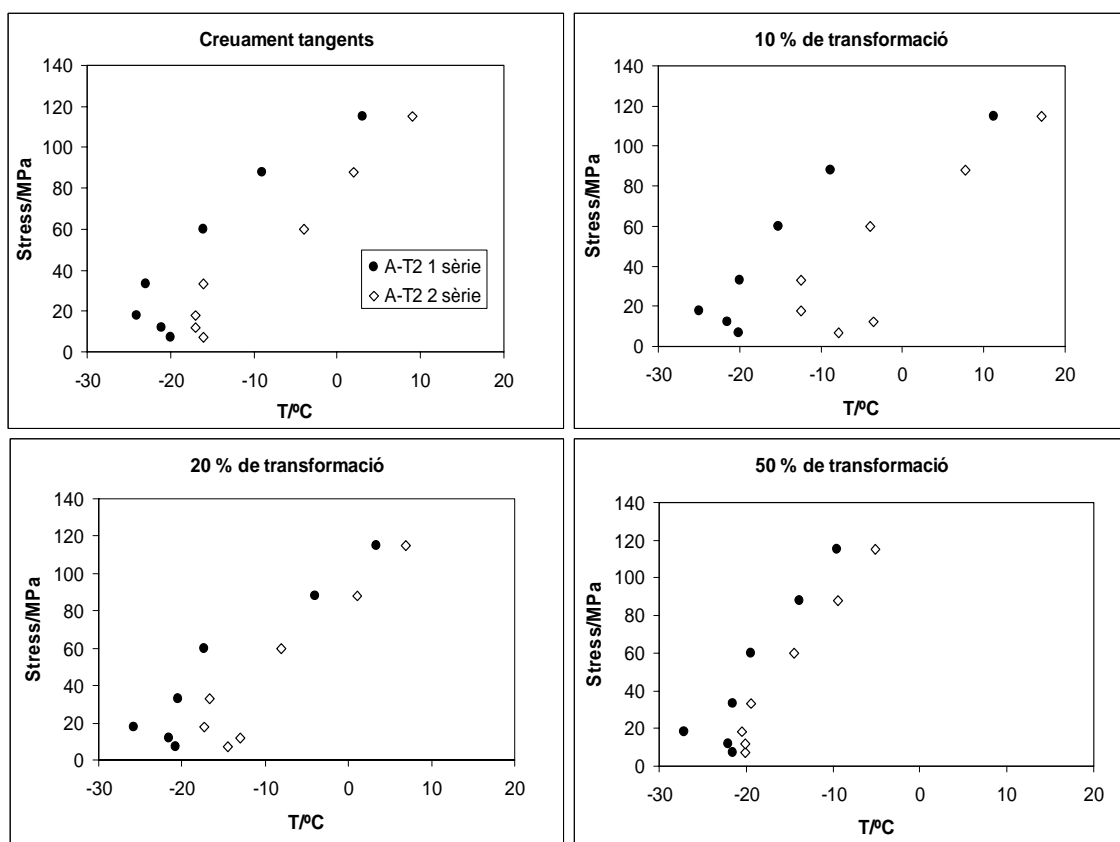 Creuament tangents
140
120
100
80
60
40
20
0
Stress/MPa
-30 -20 -10 0 10 20
T/ºC
A-T2 1 sèrie
A-T2 2 sèrie
10 % de transformació
140
120
100
80
60
40
20
0
Stress/MPa
-30 -20 -10 0 10 20
T/ºC
20 % de transformació
140
120
100
80
60
40
20
0
Stress/MPa
-30 -20 -10 0 10 20
T/ºC
50 % de transformació
140
120
100
80
60
40
20
0
Stress/MPa
-30 -20 -10 0 10 20
T/ºC